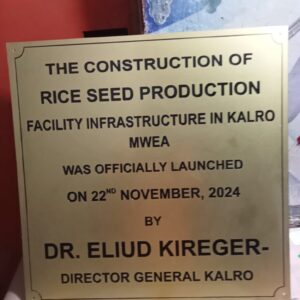 THE CONSTRUCTION OF
RICE SEED PRODUCTION
FACILITY INFRASTRUCTURE IN KALRO
MWEA
WAS OFFICIALLY LAUNCHED
ON 22ND NOVEMBER, 2024
BY
DR. ELIUD KIREGER-
DIRECTOR GENERAL KALRO